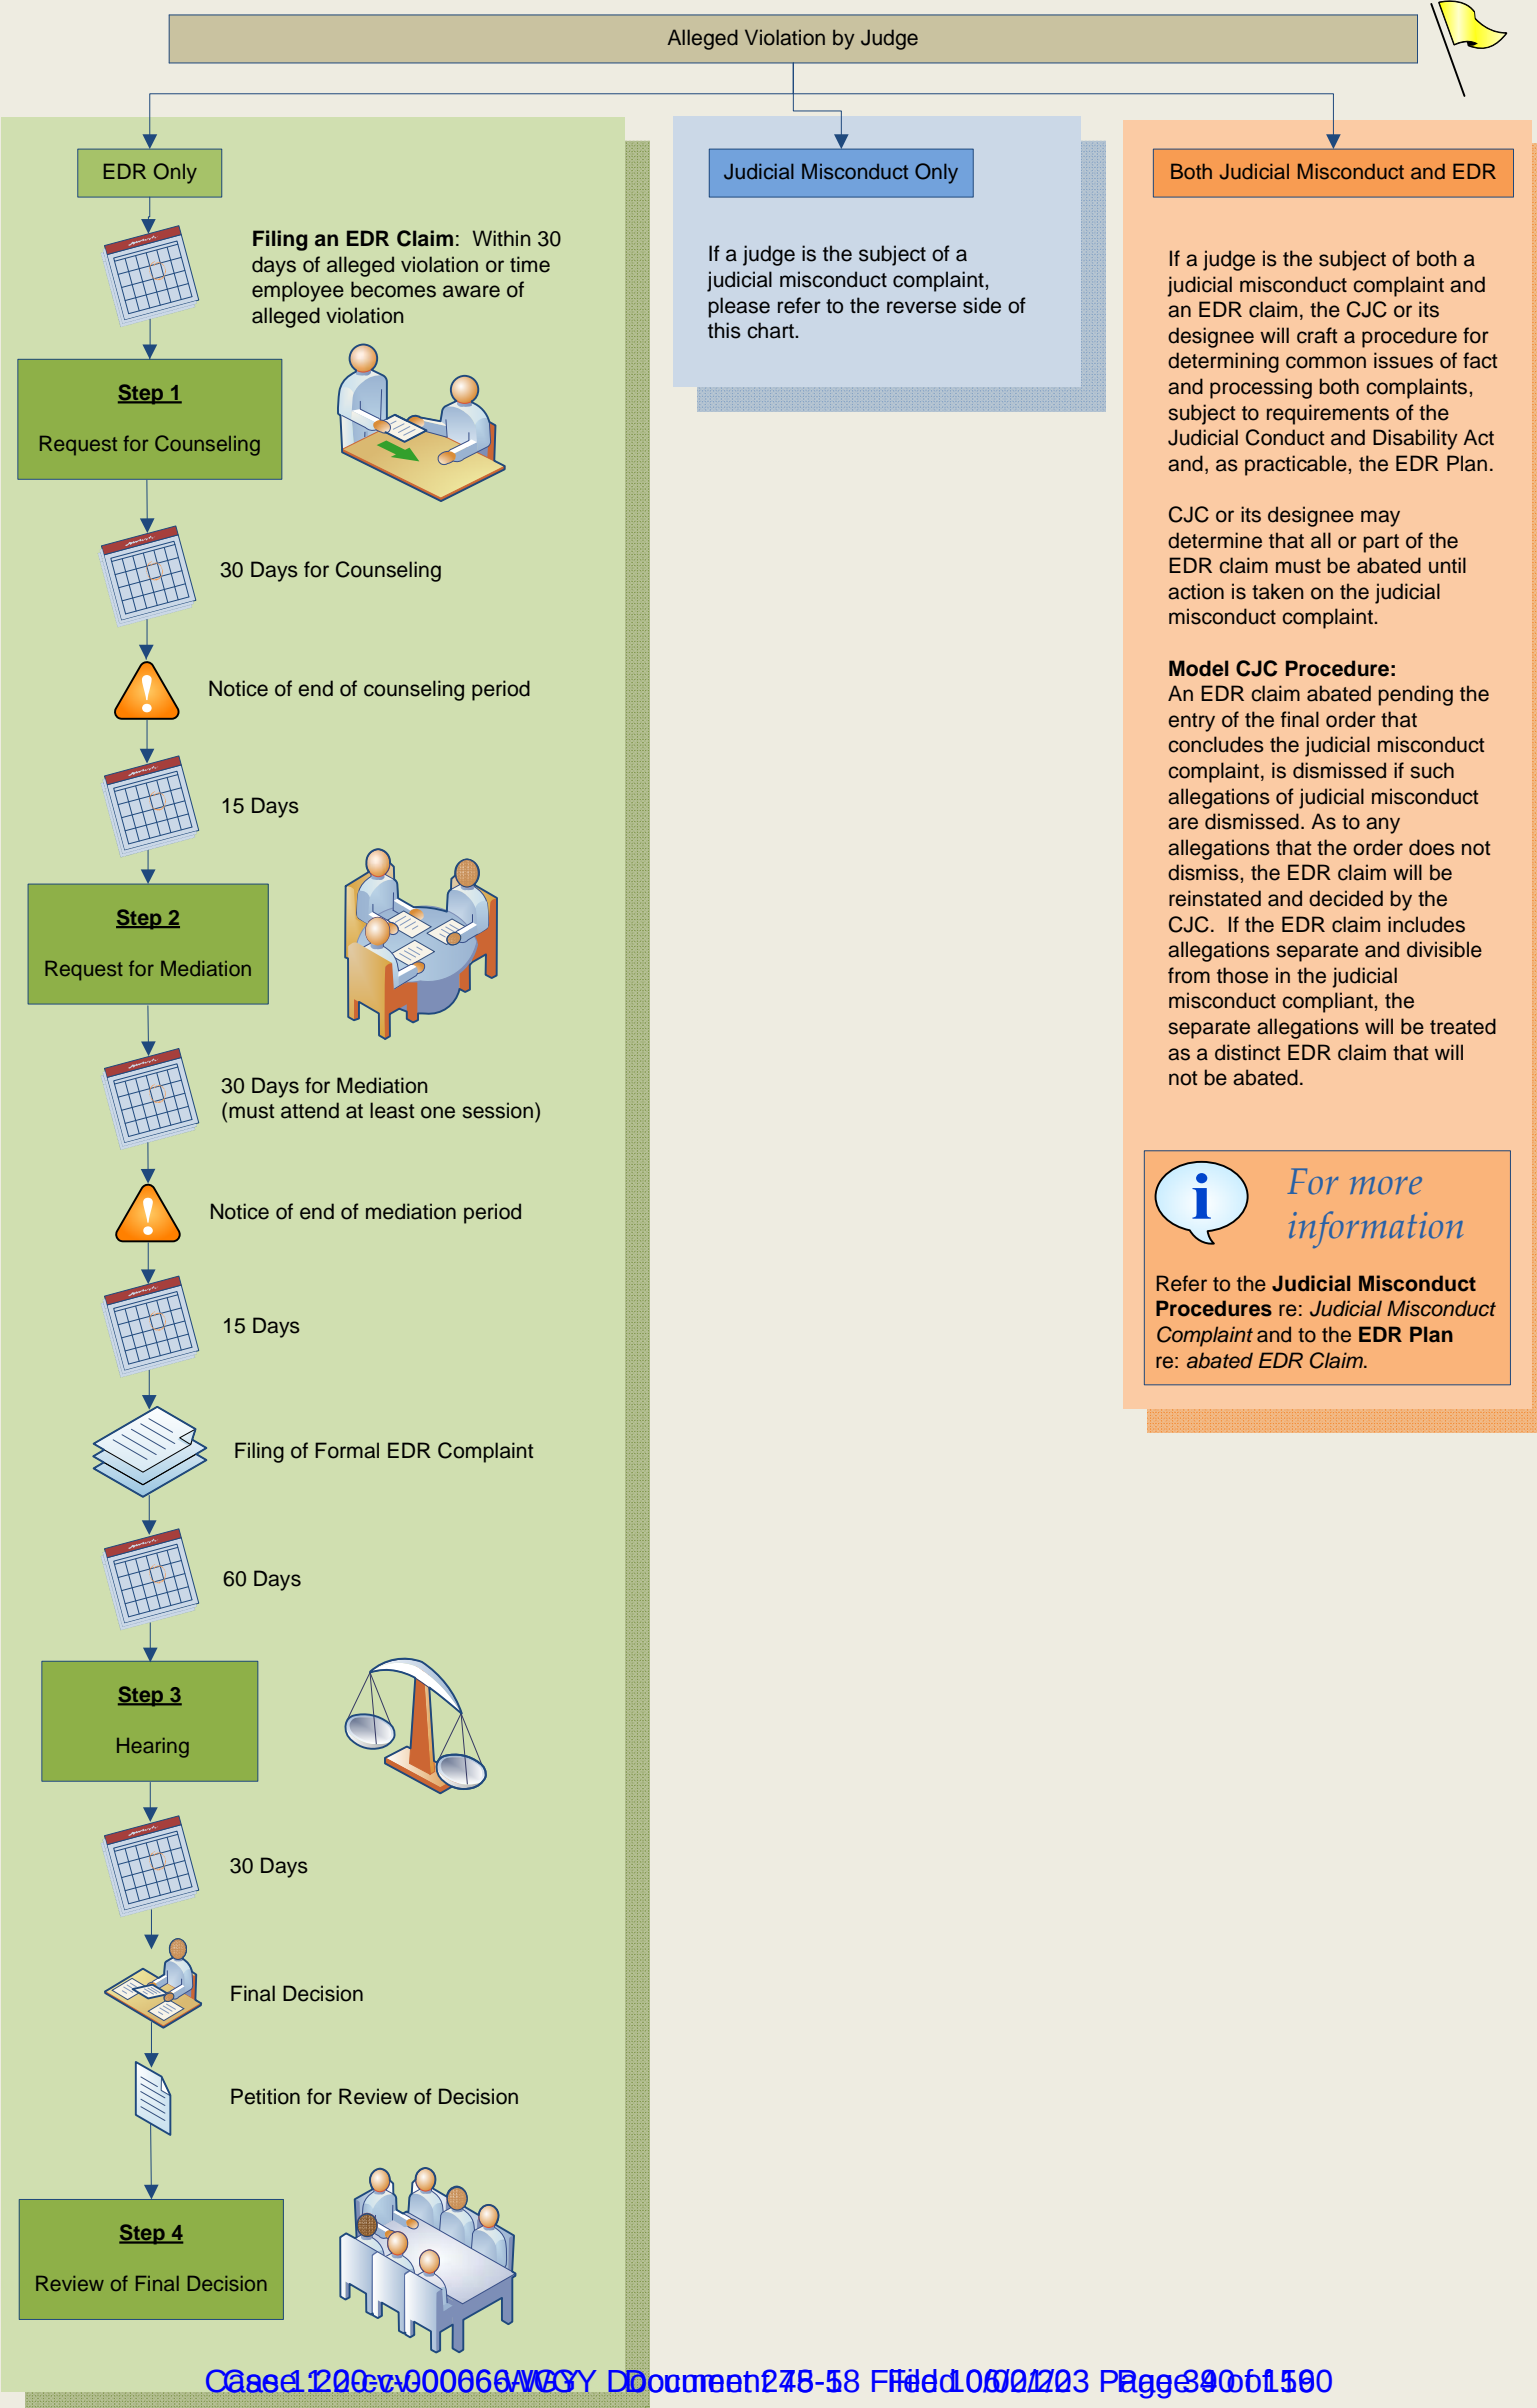 Alleged Violation by Judge
EDR Only
Filing an EDR Claim: Within 30
days of alleged violation or time
employee becomes aware of
alleged violation
Step 1
Request for Counseling
30 Days for Counseling
Notice of end of counseling period
15 Days
Step 2
Request for Mediation
30 Days for Mediation
(must attend at least one session)
Notice of end of mediation period
15 Days
Filing of Formal EDR Complaint
60 Days
Step 3
Hearing
30 Days
Final Decision
Petition for Review of Decision
Step 4
Review of Final Decision
Judicial Misconduct Only
If a judge is the subject of a
judicial misconduct complaint,
please refer to the reverse side of
this chart.
Both Judicial Misconduct and EDR
If a judge is the subject of both a
judicial misconduct complaint and
an EDR claim, the CJC or its
designee will craft a procedure for
determining common issues of fact
and processing both complaints,
subject to requirements of the
Judicial Conduct and Disability Act
and, as practicable, the EDR Plan.
CJC or its designee may
determine that all or part of the
EDR claim must be abated until
action is taken on the judicial
misconduct complaint.
Model CJC Procedure:
An EDR claim abated pending the
entry of the final order that
concludes the judicial misconduct
complaint, is dismissed if such
allegations of judicial misconduct
are dismissed. As to any
allegations that the order does not
dismiss, the EDR claim will be
reinstated and decided by the
CJC. If the EDR claim includes
allegations separate and divisible
from those in the judicial
misconduct compliant, the
separate allegations will be treated
as a distinct EDR claim that will
not be abated.
i
For more
information
Refer to the Judicial Misconduct
Procedures re: Judicial Misconduct
Complaint and to the EDR Plan
re: abated EDR Claim.